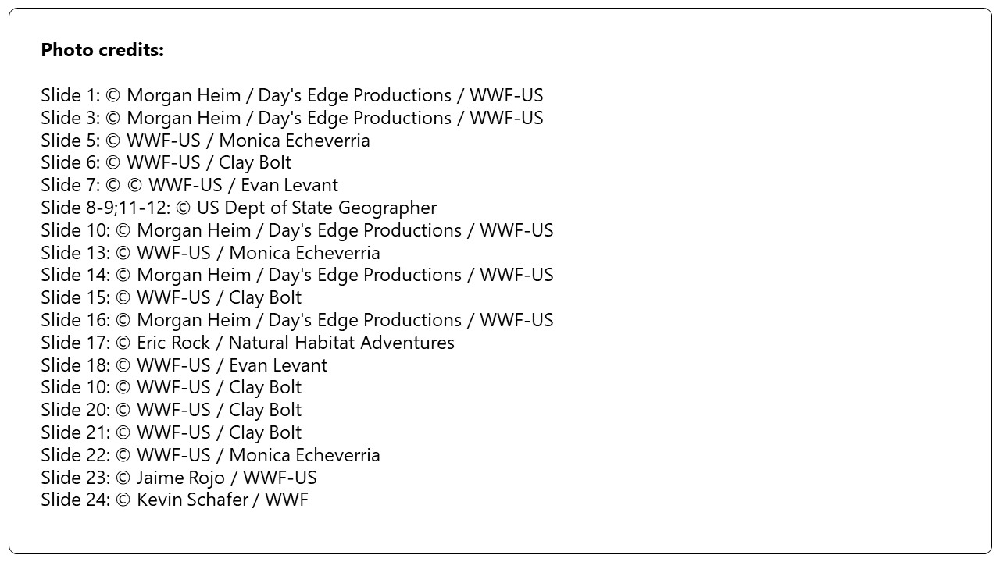 Photo credits:
Slide 1: © Morgan Heim / Day's Edge Productions / WWF-US
Slide 3: © Morgan Heim / Day's Edge Productions / WWF-US
Slide 5: © WWF-US / Monica Echeverria
Slide 6: © WWF-US / Clay Bolt
Slide 7: © © WWF-US / Evan Levant
Slide 8-9;11-12: © US Dept of State Geographer
Slide 10: © Morgan Heim / Day's Edge Productions / WWF-US
Slide 13: © WWF-US / Monica Echeverria
Slide 14: © Morgan Heim / Day's Edge Productions / WWF-US
Slide 15: © WWF-US / Clay Bolt
Slide 16: © Morgan Heim / Day's Edge Productions / WWF-US
Slide 17: © Eric Rock / Natural Habitat Adventures
Slide 18: © WWF-US / Evan Levant
Slide 10: © WWF-US / Clay Bolt
Slide 20: © WWF-US / Clay Bolt
Slide 21: © WWF-US / Clay Bolt
Slide 22: © WWF-US / Monica Echeverria
Slide 23: © Jaime Rojo / WWF-US
Slide 24: © Kevin Schafer / WWF